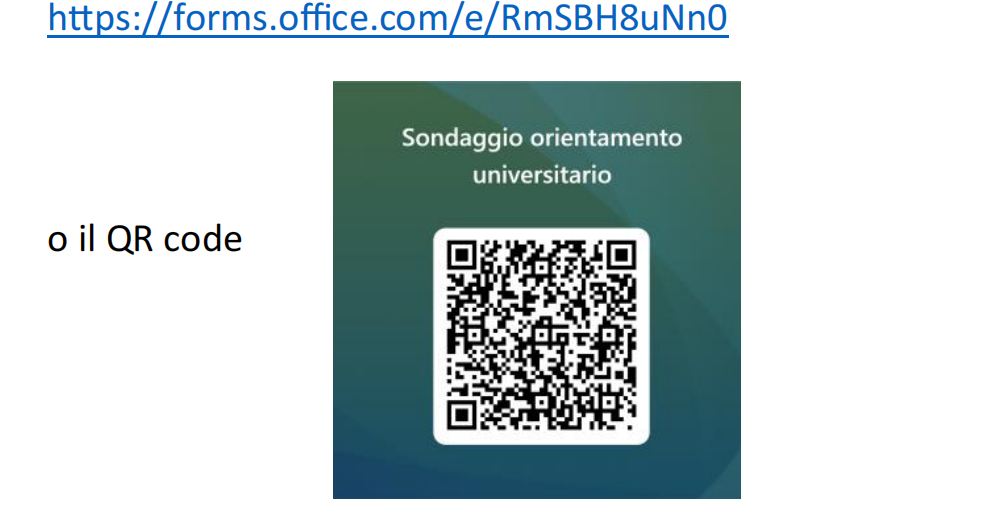 https://forms.office.com/e/RmSBH8uNn0
Sondaggio orientamento
universitario
o il QR code